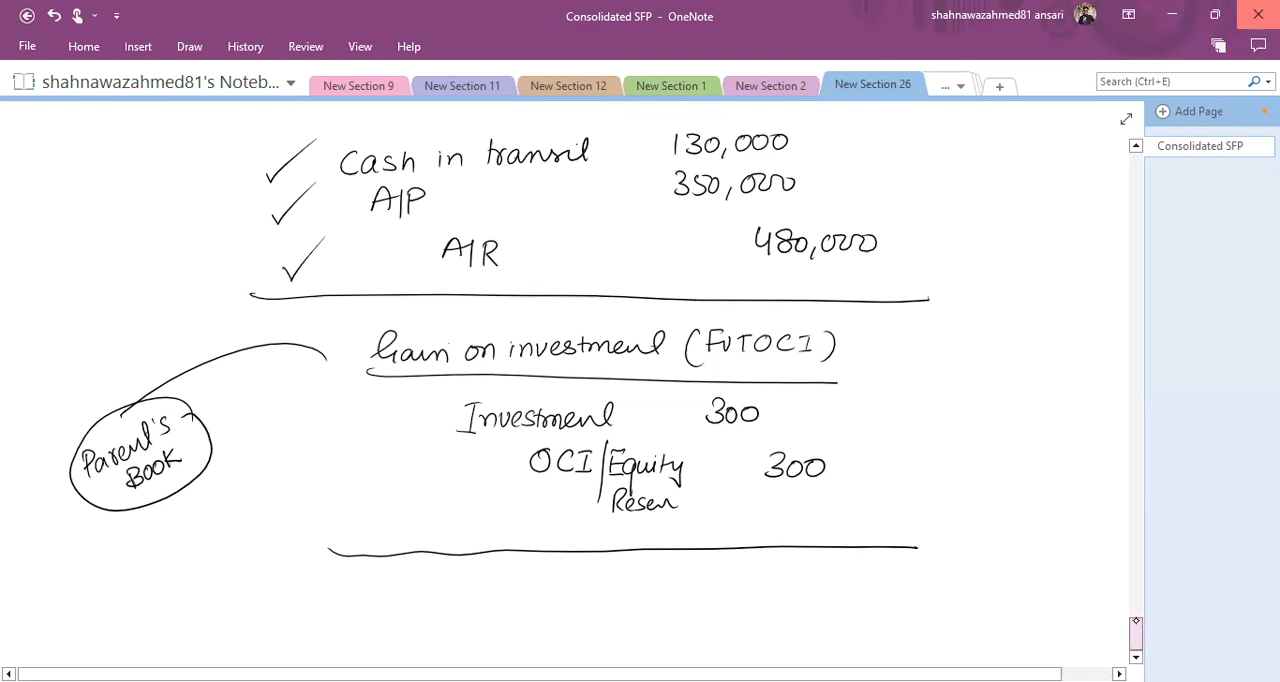 Consolidated SFP - OneNote
shahnawazahmed81 ansari
File Home Insert Draw History Review View Help
shahnawazahmed81's Noteb... New Section 9 New Section 11 New Section 12 New Section 1 New Section 2 New Section 26 ...
Search (Ctrl+E)
Add Page
Consolidated SFP
Cash in transit 130,000
A/P 350,000
A/R 480,000
Gain on investment (FVTOCI)
Parent's
BOOK
Investment 300
OCI/Equity 300
Reser